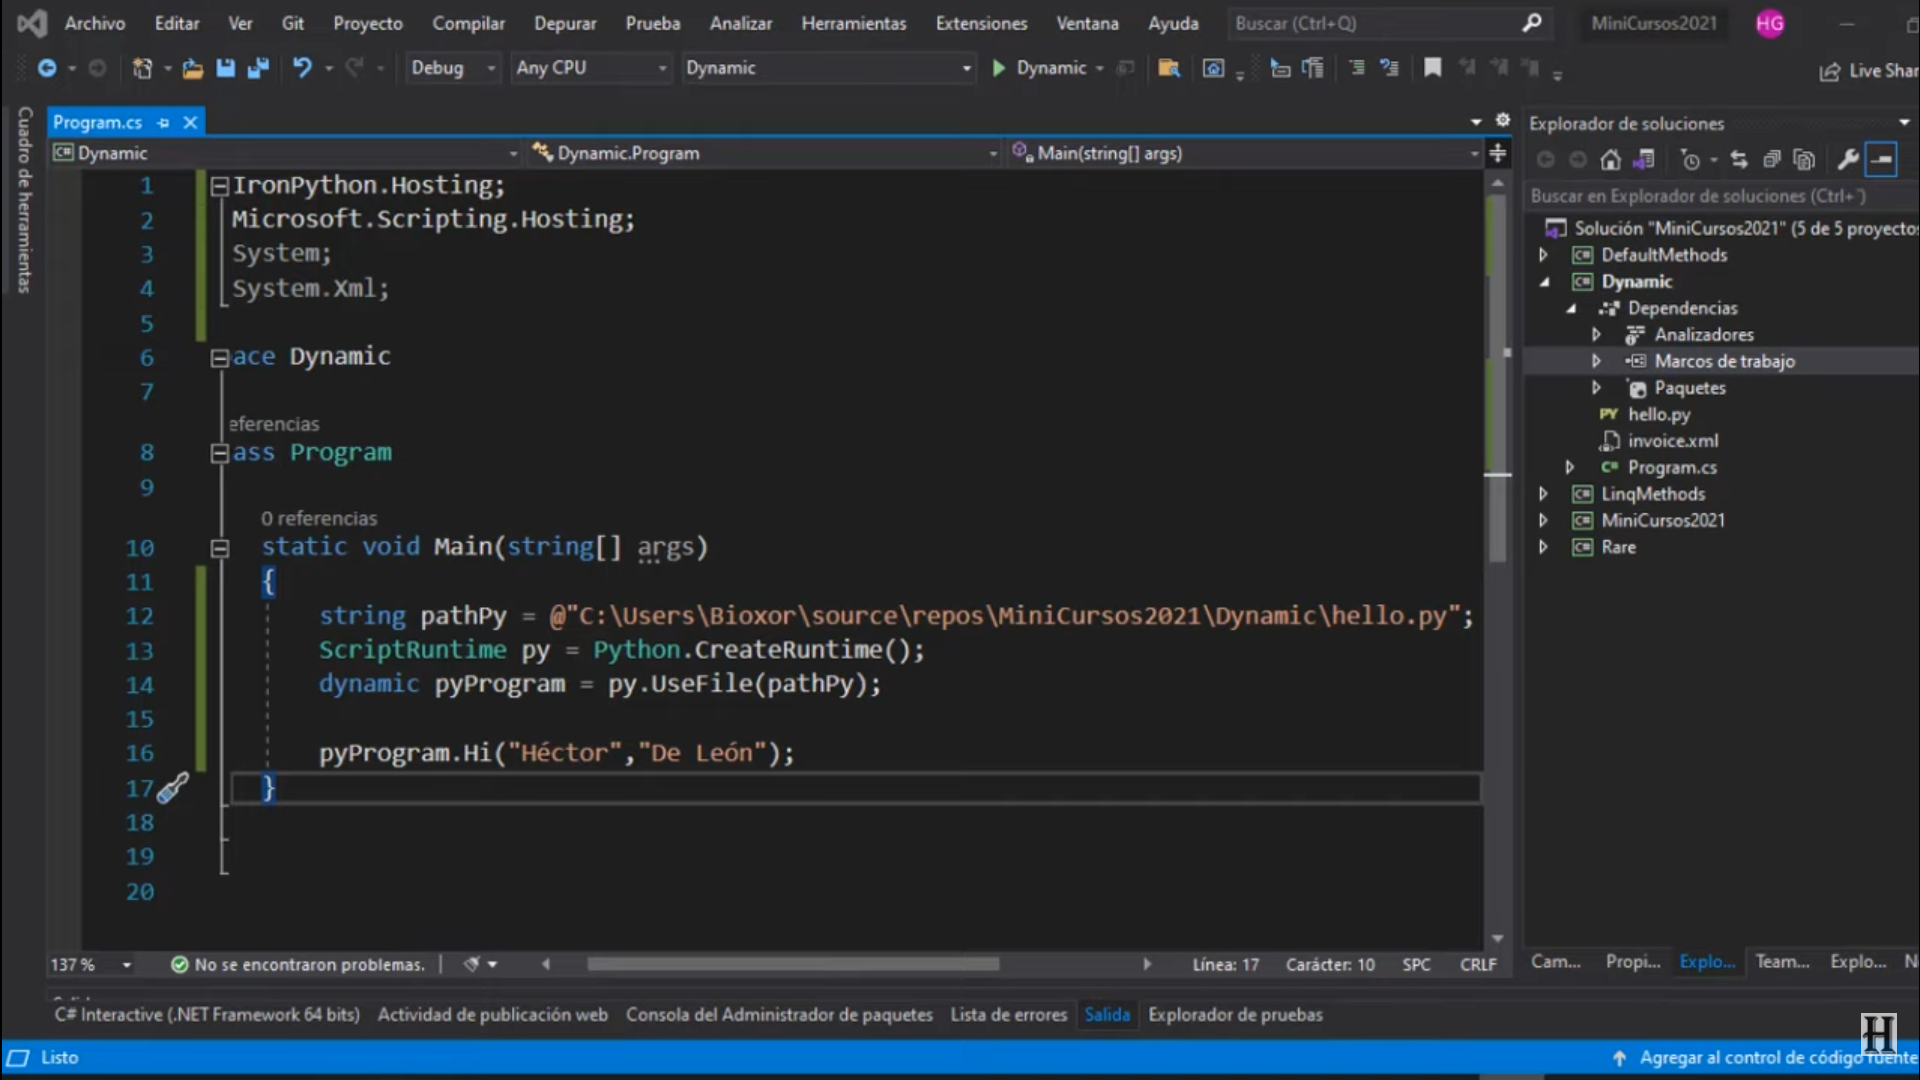 Archivo Editar Ver Git Proyecto Compilar Depurar Prueba Analizar Herramientas Extensiones Ventana Ayuda Buscar (Ctrl+Q) MiniCursos2021 HG
Debug Any CPU Dynamic Dynamic Live Shar
Cuadro de herramientas
Program.cs
Dynamic Dynamic.Program Main(string[] args)
1 IronPython.Hosting;
2 Microsoft.Scripting.Hosting;
3 System;
4 System.Xml;
5
6 ace Dynamic
7
eferencias
8 ass Program
9
0 referencias
10 static void Main(string[] args)
11 {
12 string pathPy = @"C:\Users\Bioxor\source\repos\MiniCursos2021\Dynamic\hello.py";
13 ScriptRuntime py = Python.CreateRuntime();
14 dynamic pyProgram = py.UseFile(pathPy);
15
16 pyProgram.Hi("Héctor","De León");
17 }
18
19
20
137 % No se encontraron problemas. Línea: 17 Carácter: 10 SPC CRLF
Explorador de soluciones
Buscar en Explorador de soluciones (Ctrl+´)
Solución "MiniCursos2021" (5 de 5 proyectos
C# DefaultMethods
C# Dynamic
Dependencias
Analizadores
Marcos de trabajo
Paquetes
PY hello.py
invoice.xml
C# Program.cs
C# LinqMethods
C# MiniCursos2021
C# Rare
Cam... Propi... Explo... Team... Explo... N
C# Interactive (.NET Framework 64 bits) Actividad de publicación web Consola del Administrador de paquetes Lista de errores Salida Explorador de pruebas
H
Listo Agregar al control de código fuente